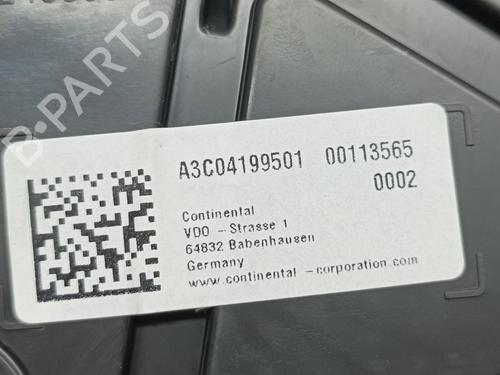 B-PARTS
A3C04199501 00113565
0002
Continental
VDO - Strasse 1
64832 Babenhausen
Germany
www.continental - corporation.com